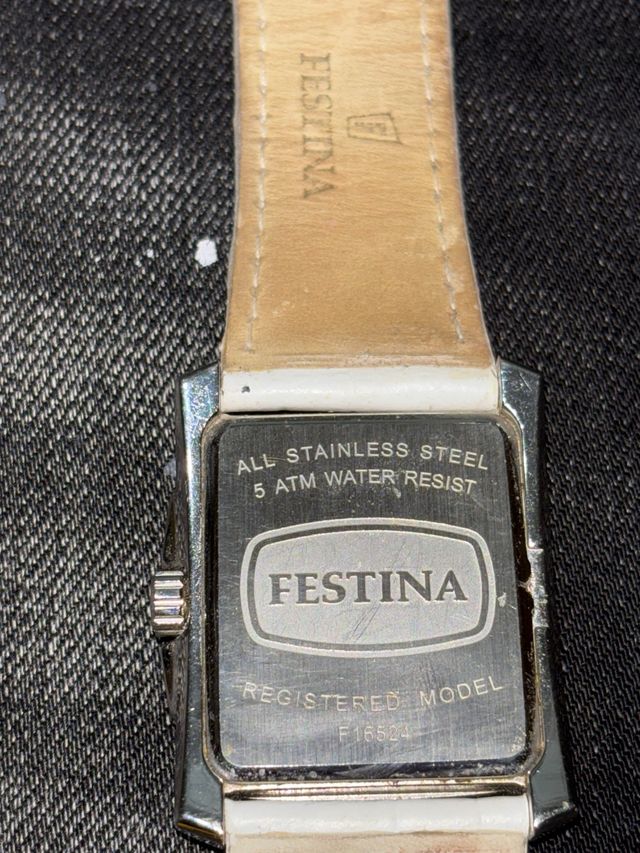 FESTINA
F
ALL STAINLESS STEEL
5 ATM WATER RESIST
FESTINA
REGISTERED MODEL
F16524